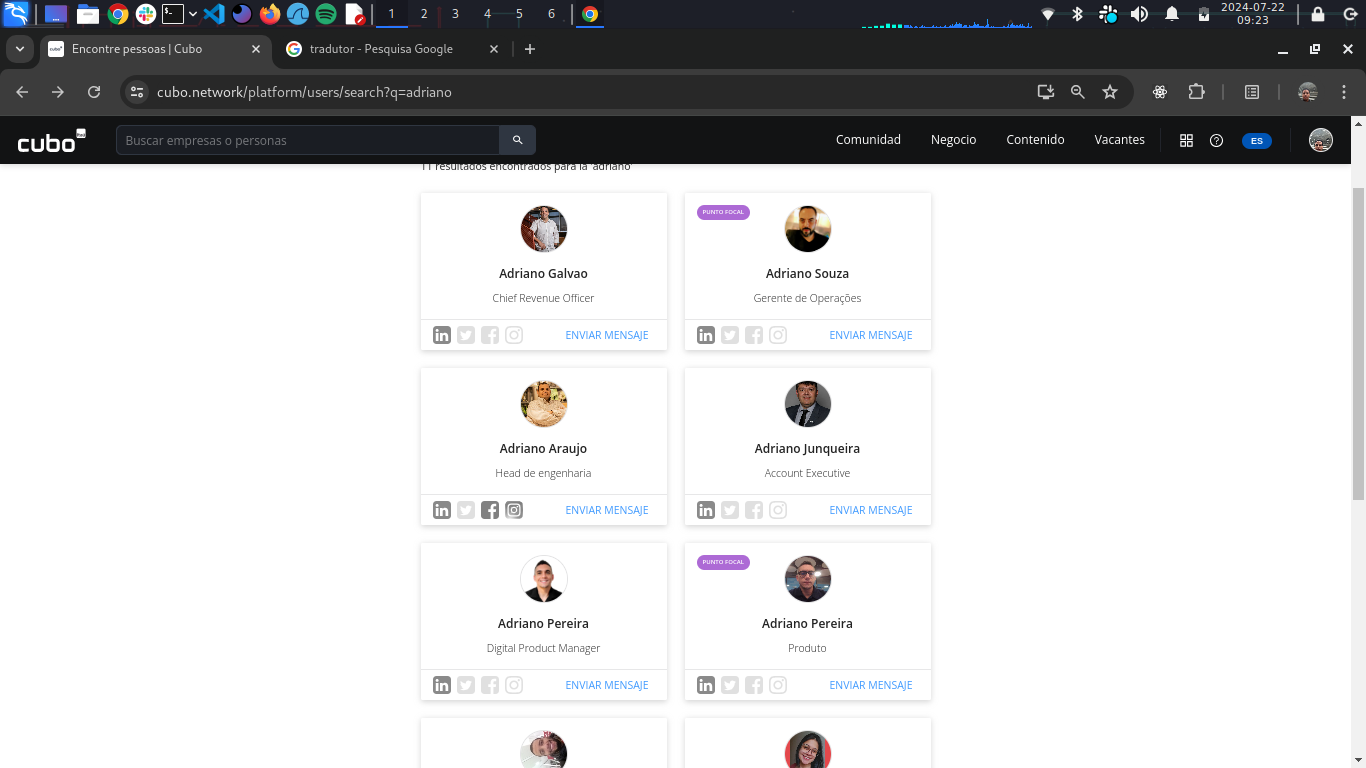 1 2 3 4 5 6
2024-07-22
09:23
Encontre pessoas | Cubo
tradutor - Pesquisa Google
cubo.network/platform/users/search?q=adriano
cubo
Buscar empresas o personas
Comunidad Negocio Contenido Vacantes ES
11 resultados encontrados para la 'adriano'
Adriano Galvao
Chief Revenue Officer
ENVIAR MENSAJE
PUNTO FOCAL
Adriano Souza
Gerente de Operações
ENVIAR MENSAJE
Adriano Araujo
Head de engenharia
ENVIAR MENSAJE
Adriano Junqueira
Account Executive
ENVIAR MENSAJE
Adriano Pereira
Digital Product Manager
ENVIAR MENSAJE
PUNTO FOCAL
Adriano Pereira
Produto
ENVIAR MENSAJE